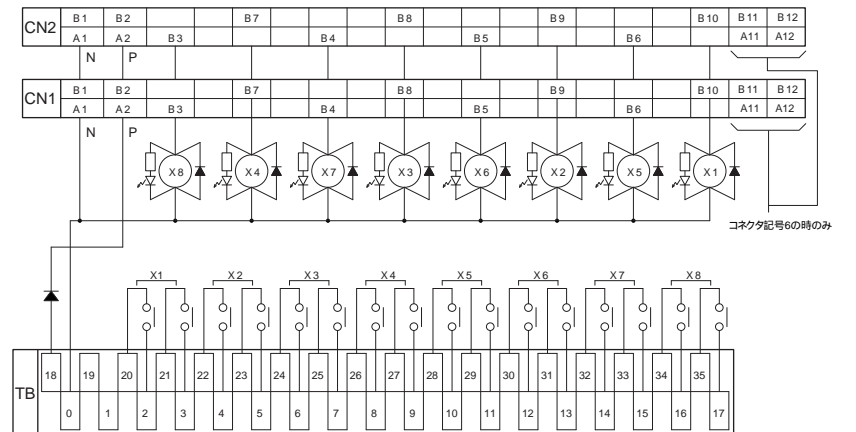 CN2 B1 B2 B7 B8 B9 B10 B11 B12
A1 A2 B3 B4 B5 B6 A11 A12
N P
CN1 B1 B2 B7 B8 B9 B10 B11 B12
A1 A2 B3 B4 B5 B6 A11 A12
N P
X8 X4 X7 X3 X6 X2 X5 X1
コネクタ記号6の時のみ
X1 X2 X3 X4 X5 X6 X7 X8
TB 18 19 20 21 22 23 24 25 26 27 28 29 30 31 32 33 34 35
0 1 2 3 4 5 6 7 8 9 10 11 12 13 14 15 16 17